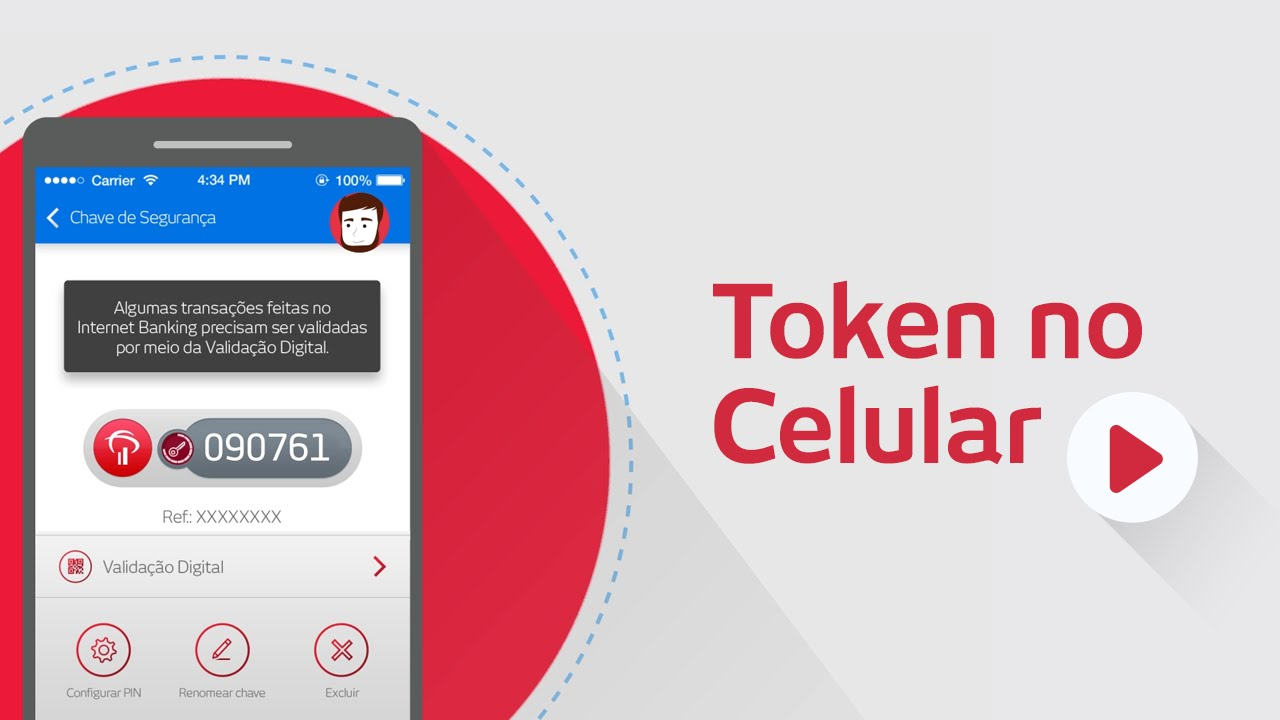 Carrier
4:34 PM
100%
Chave de Segurança
Algumas transações feitas no
Internet Banking precisam ser validadas
por meio da Validação Digital.
090761
Ref.: XXXXXXXX
Validação Digital
Configurar PIN
Renomear chave
Excluir
Token no
Celular